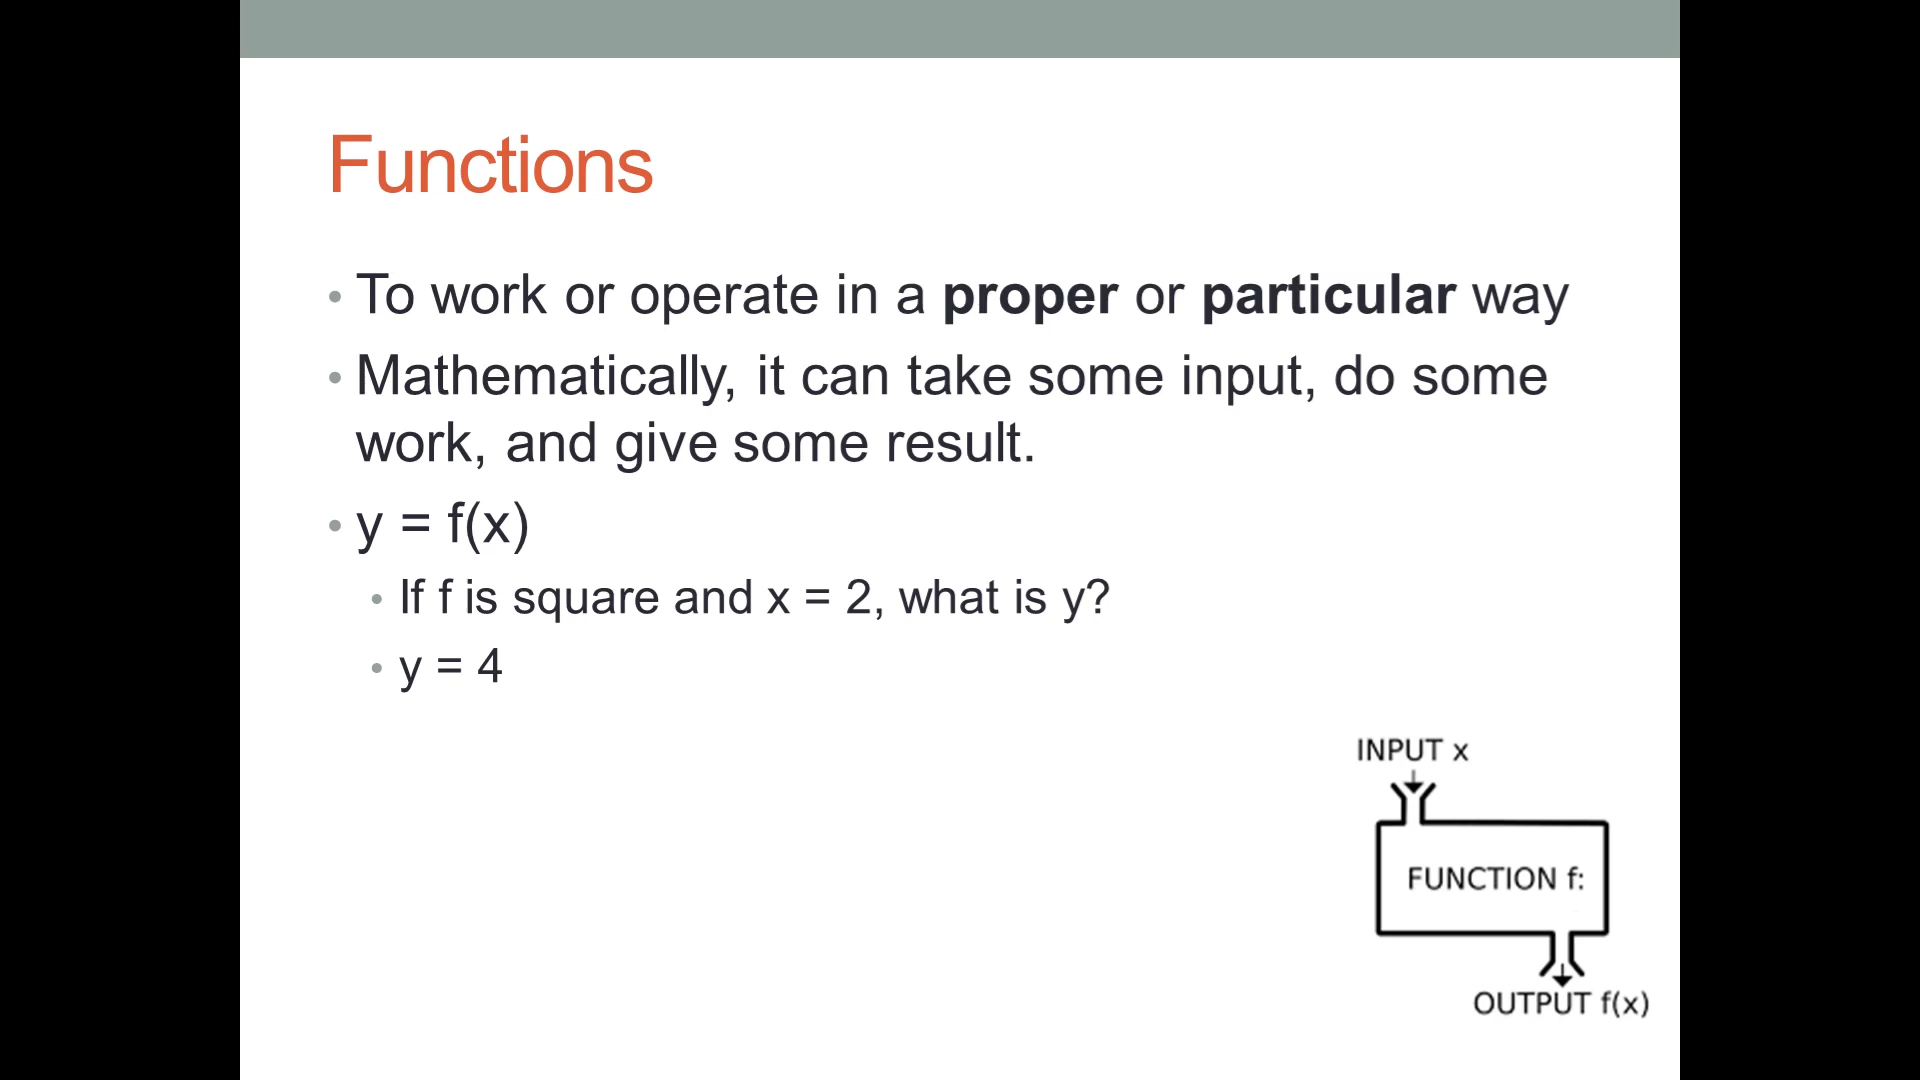 Functions
• To work or operate in a proper or particular way
• Mathematically, it can take some input, do some
work, and give some result.
• y = f(x)
• If f is square and x = 2, what is y?
• y = 4
INPUT x
FUNCTION f:
OUTPUT f(x)